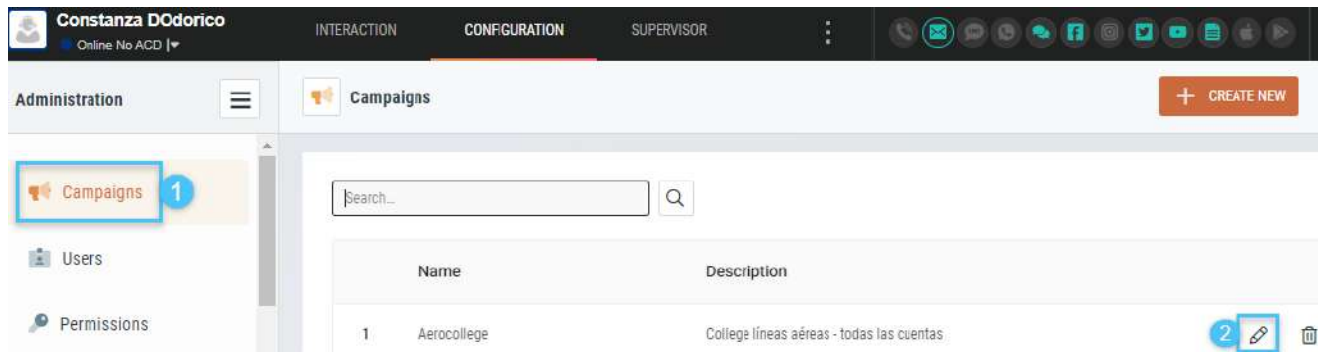 Constanza DOdorico
Online No ACD
INTERACTION
CONFIGURATION
SUPERVISOR
Administration
Campaigns
+ CREATE NEW
Campaigns
1
Search...
Users
Name
Description
Permissions
1
Aerocollege
College líneas aéreas - todas las cuentas
2